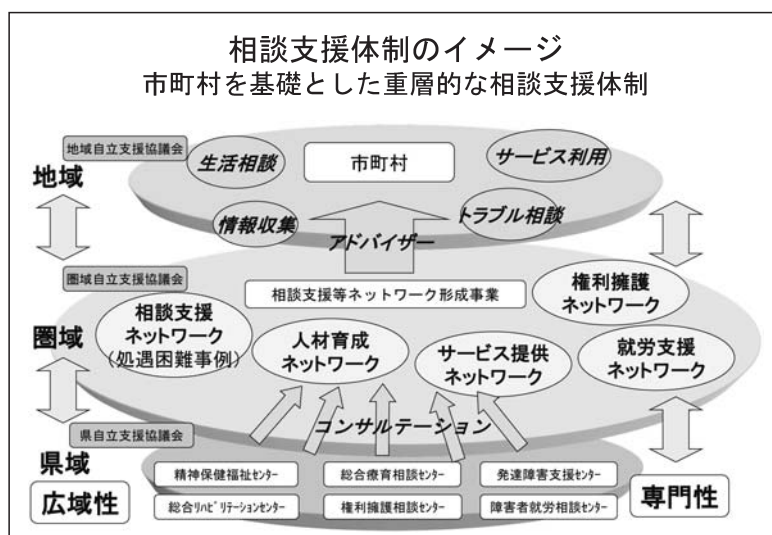 相談支援体制のイメージ
市町村を基礎とした重層的な相談支援体制
地域自立支援協議会
地域
生活相談
市町村
サービス利用
情報収集
トラブル相談
アドバイザー
圏域自立支援協議会
相談支援等ネットワーク形成事業
権利擁護
ネットワーク
圏域
相談支援
ネットワーク
(処遇困難事例)
人材育成
ネットワーク
サービス提供
ネットワーク
就労支援
ネットワーク
コンサルテーション
県自立支援協議会
県域
精神保健福祉センター
総合療育相談センター
発達障害支援センター
広域性
総合リハビリテーションセンター
権利擁護相談センター
障害者就労相談センター
専門性